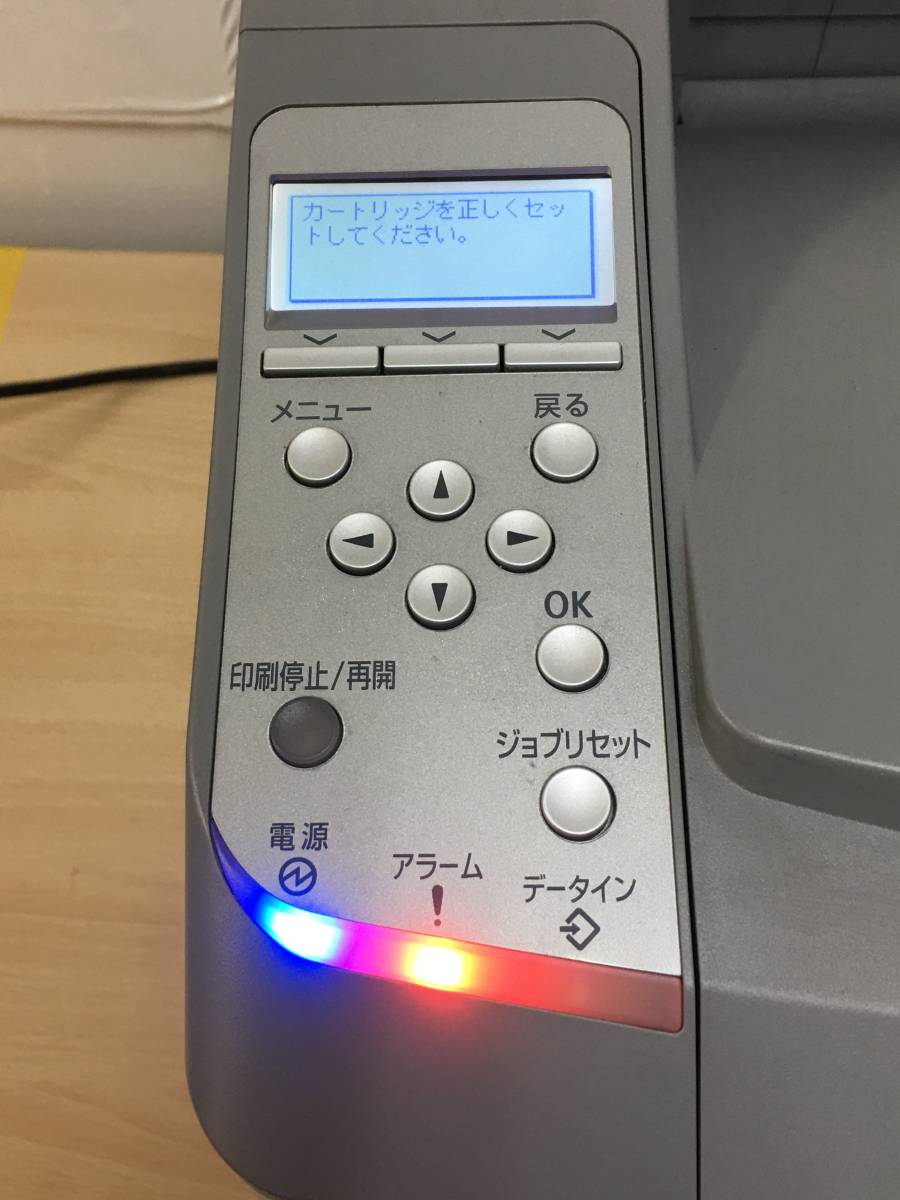 カートリッジを正しくセッ
トしてください。
メニュー
戻る
OK
印刷停止/再開
ジョブリセット
電源
アラーム
データイン